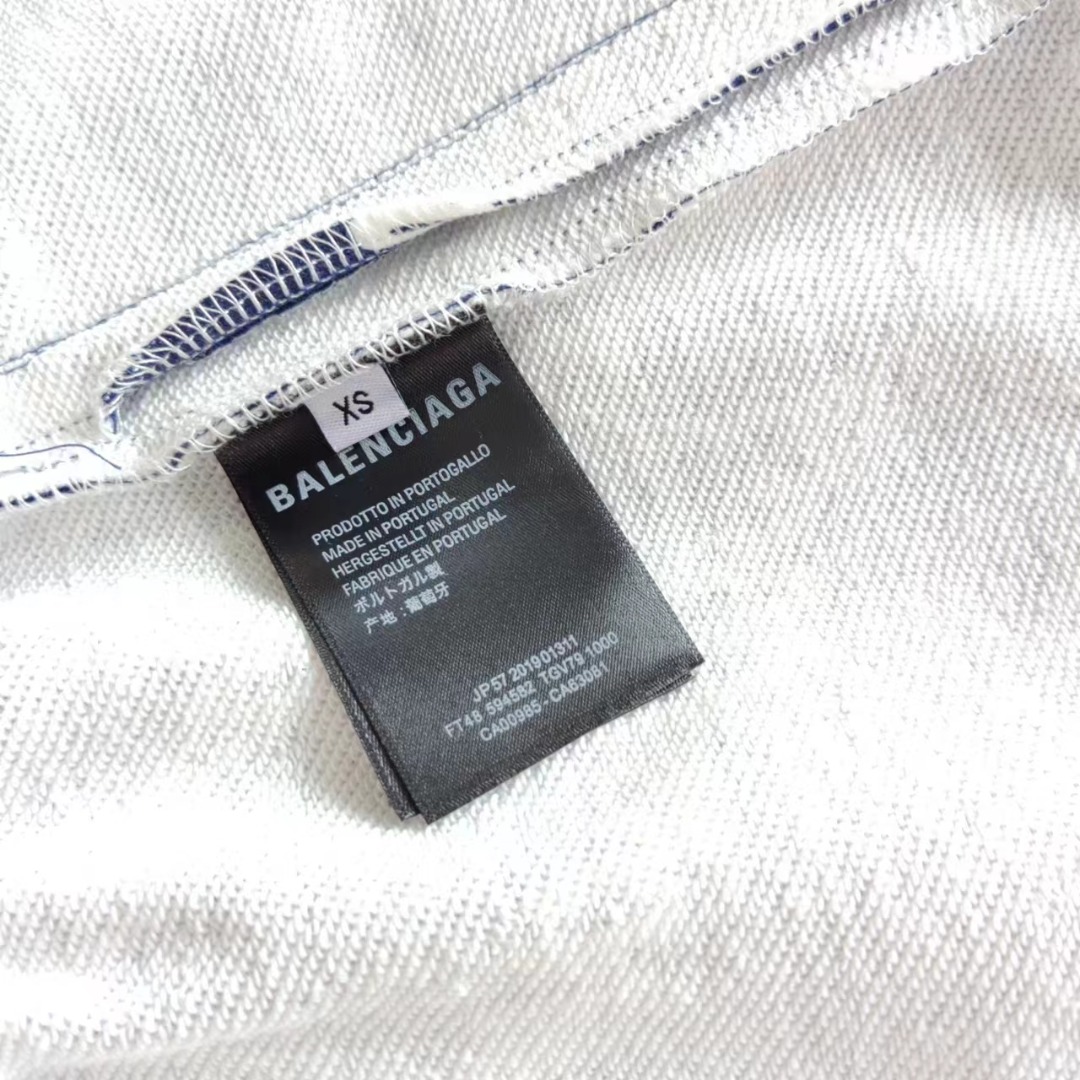 XS
BALENCIAGA
PRODOTTO IN PORTOGALLO
MADE IN PORTUGAL
HERGESTELLT IN PORTUGAL
FABRIQUE EN PORTUGAL
ポルトガル製
产地 : 葡萄牙
JP57 201901311
FT48 594582 TGV79 1000
CA00985 - CA63081